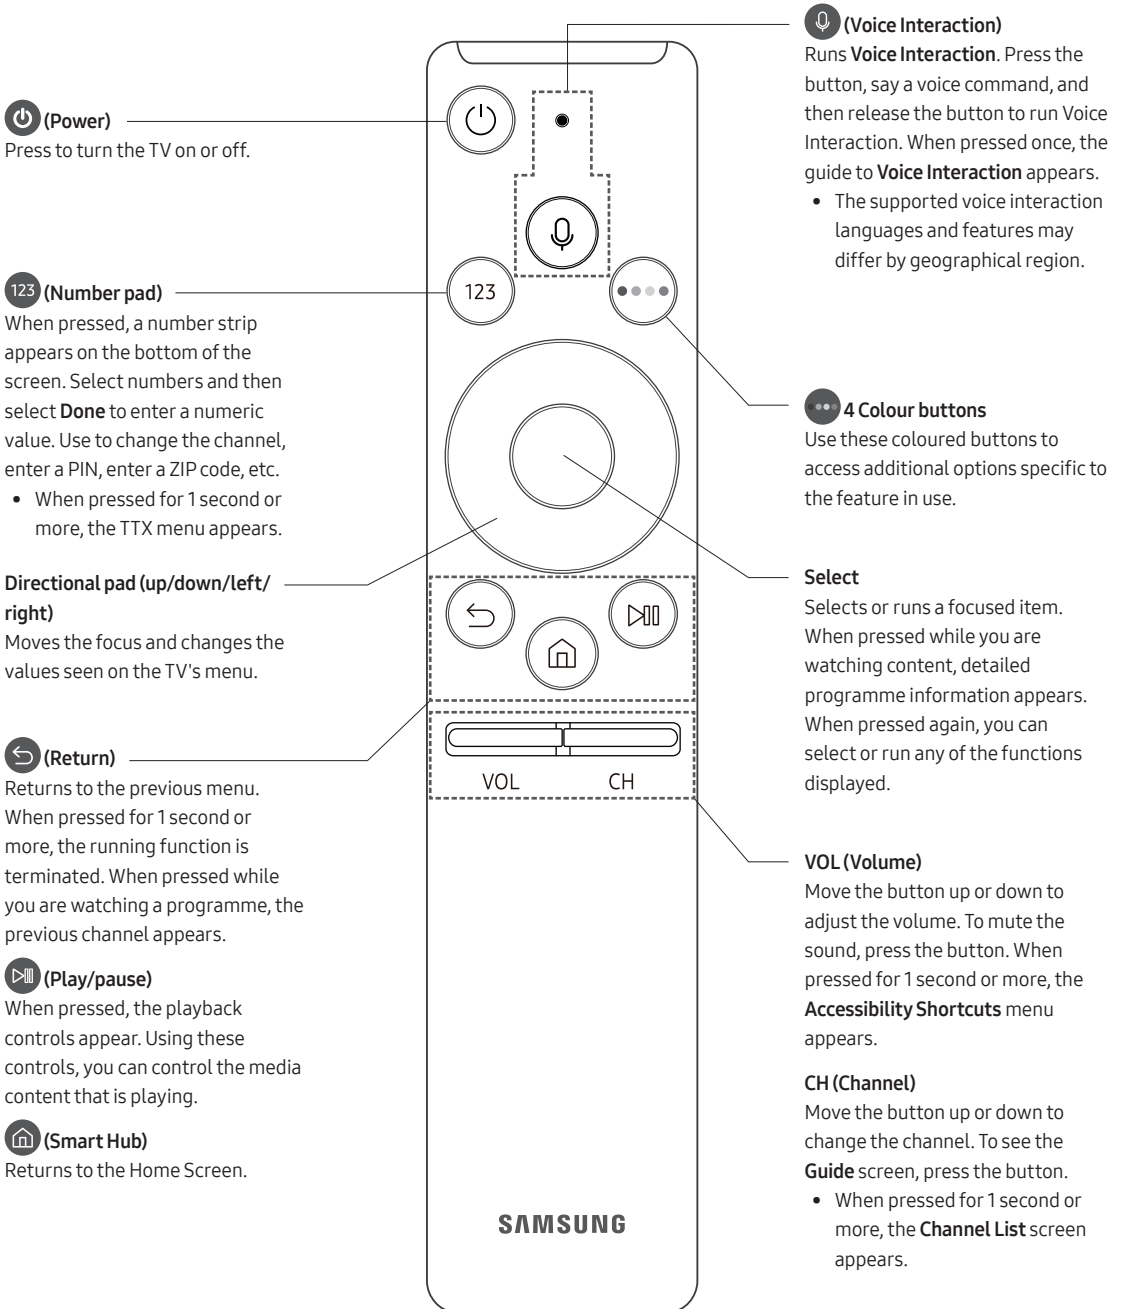 (Power)
Press to turn the TV on or off.
123 (Number pad)
When pressed, a number strip
appears on the bottom of the
screen. Select numbers and then
select Done to enter a numeric
value. Use to change the channel,
enter a PIN, enter a ZIP code, etc.
• When pressed for 1 second or
more, the TTX menu appears.
Directional pad (up/down/left/
right)
Moves the focus and changes the
values seen on the TV's menu.
(Return)
Returns to the previous menu.
When pressed for 1 second or
more, the running function is
terminated. When pressed while
you are watching a programme, the
previous channel appears.
(Play/pause)
When pressed, the playback
controls appear. Using these
controls, you can control the media
content that is playing.
(Smart Hub)
Returns to the Home Screen.
123
VOL CH
SAMSUNG
(Voice Interaction)
Runs Voice Interaction. Press the
button, say a voice command, and
then release the button to run Voice
Interaction. When pressed once, the
guide to Voice Interaction appears.
• The supported voice interaction
languages and features may
differ by geographical region.
4 Colour buttons
Use these coloured buttons to
access additional options specific to
the feature in use.
Select
Selects or runs a focused item.
When pressed while you are
watching content, detailed
programme information appears.
When pressed again, you can
select or run any of the functions
displayed.
VOL (Volume)
Move the button up or down to
adjust the volume. To mute the
sound, press the button. When
pressed for 1 second or more, the
Accessibility Shortcuts menu
appears.
CH (Channel)
Move the button up or down to
change the channel. To see the
Guide screen, press the button.
• When pressed for 1 second or
more, the Channel List screen
appears.